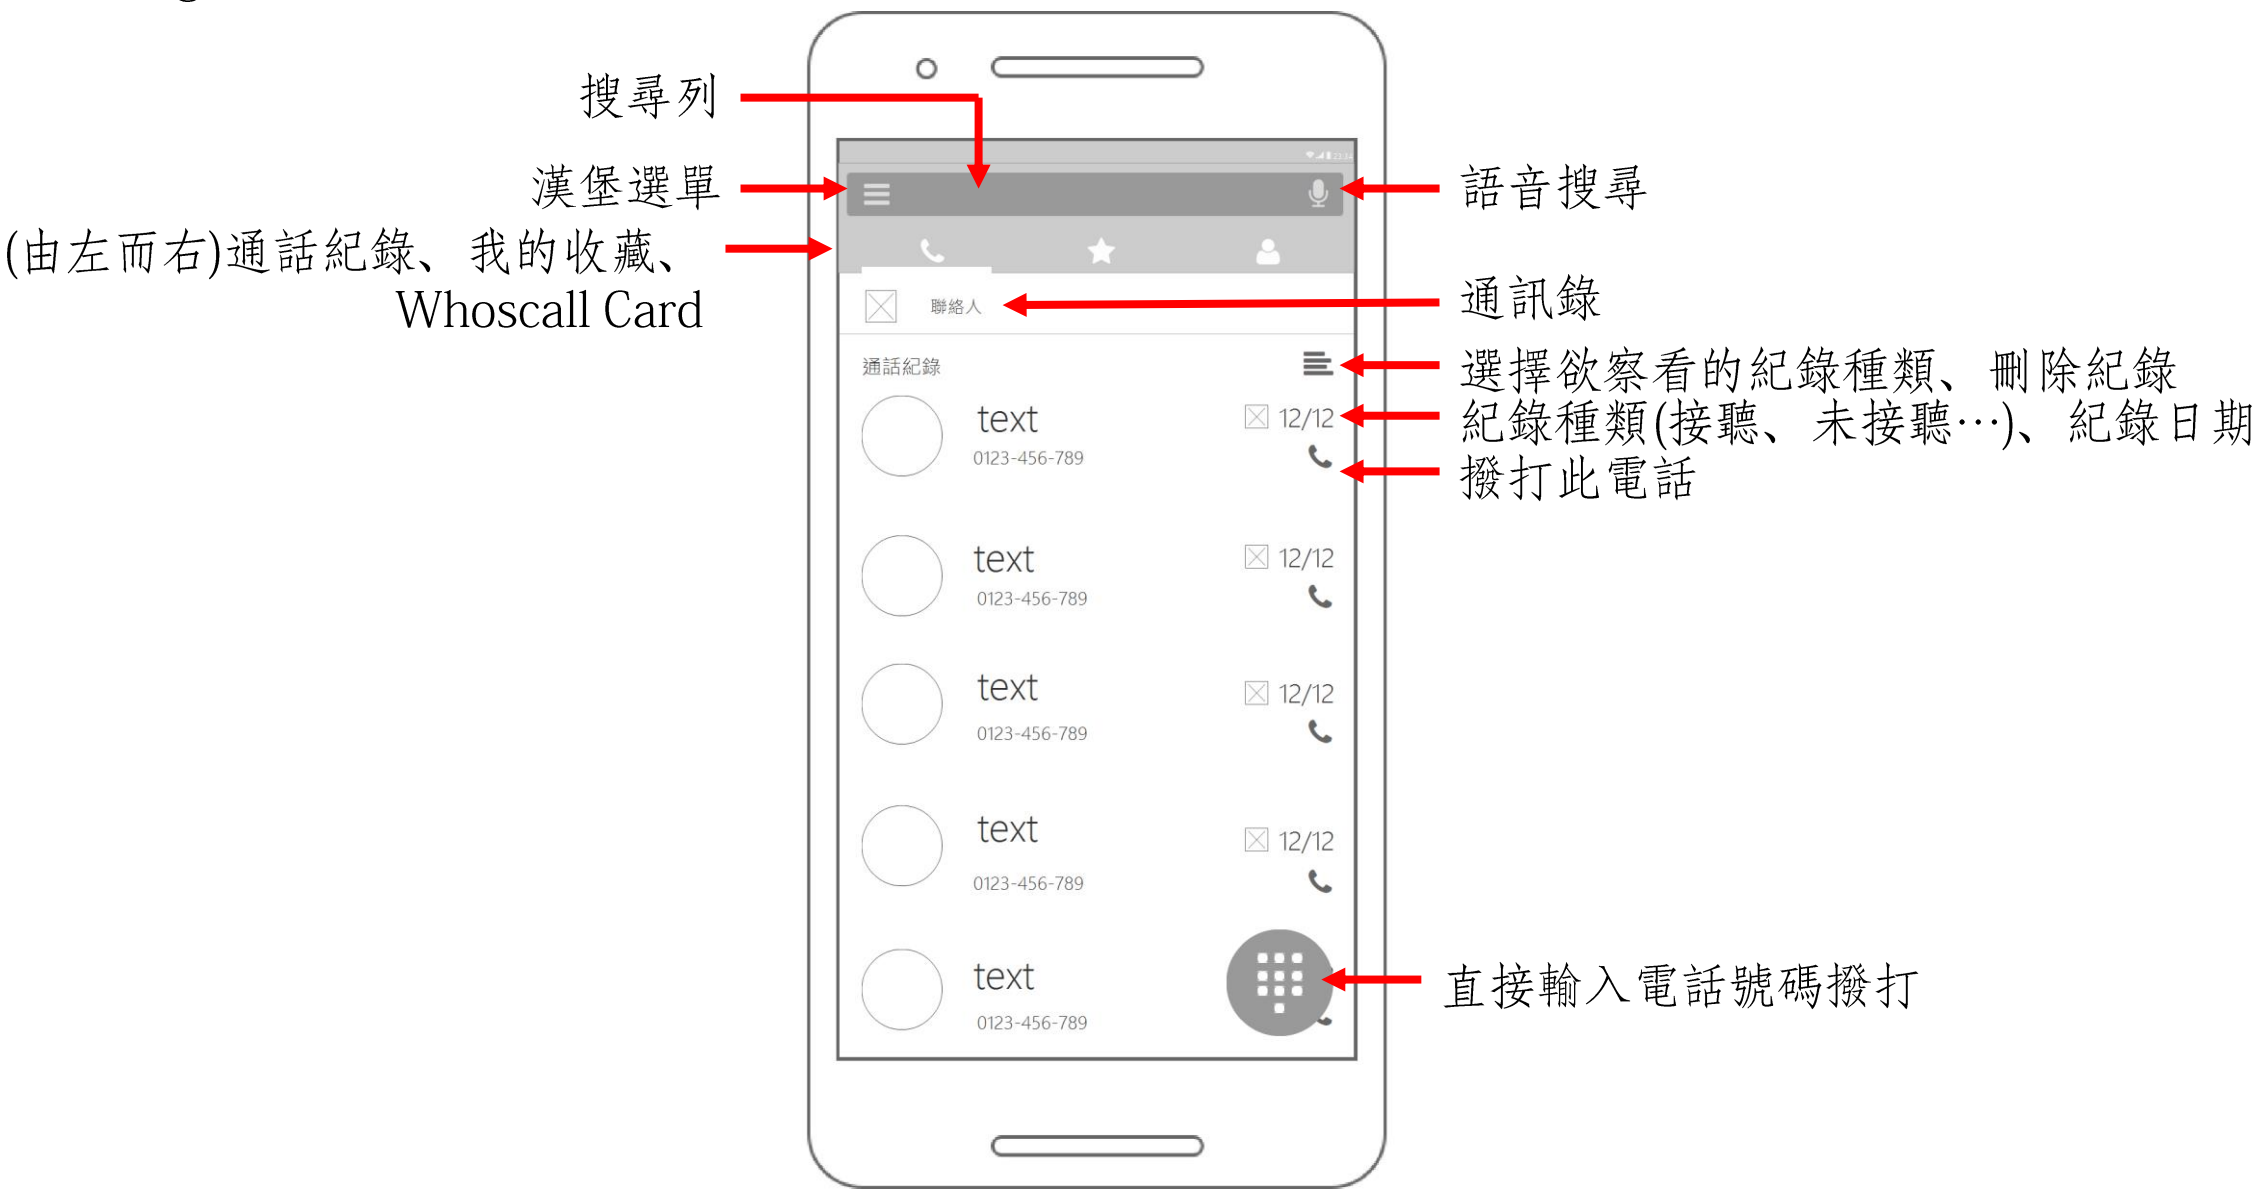 搜尋列
漢堡選單
(由左而右)通話紀錄、我的收藏、
Whoscall Card
語音搜尋
通訊錄
選擇欲察看的紀錄種類、刪除紀錄
紀錄種類(接聽、未接聽…)、紀錄日期
撥打此電話
直接輸入電話號碼撥打
聯絡人
通話紀錄
text
12/12
0123-456-789
text
12/12
0123-456-789
text
12/12
0123-456-789
text
12/12
0123-456-789
text
0123-456-789